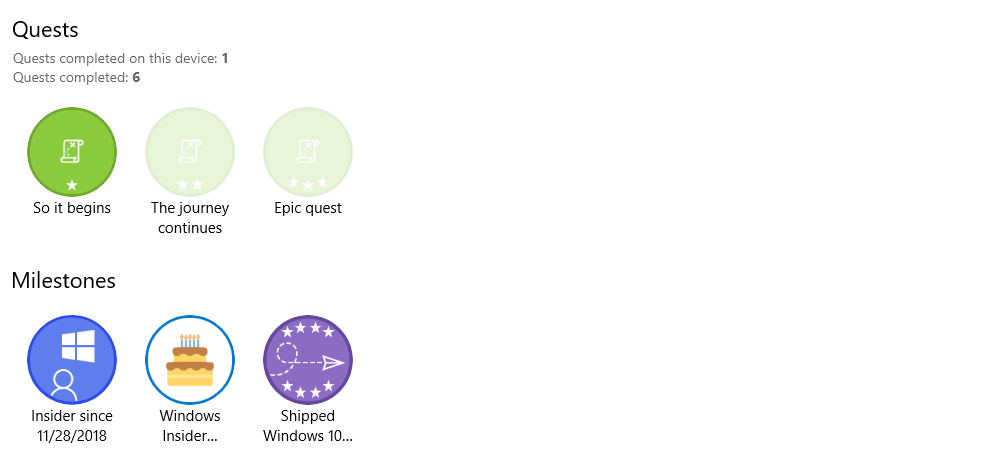 Quests
Quests completed on this device: 1
Quests completed: 6
So it begins
The journey
continues
Epic quest
Milestones
Insider since
11/28/2018
Windows
Insider...
Shipped
Windows 10...